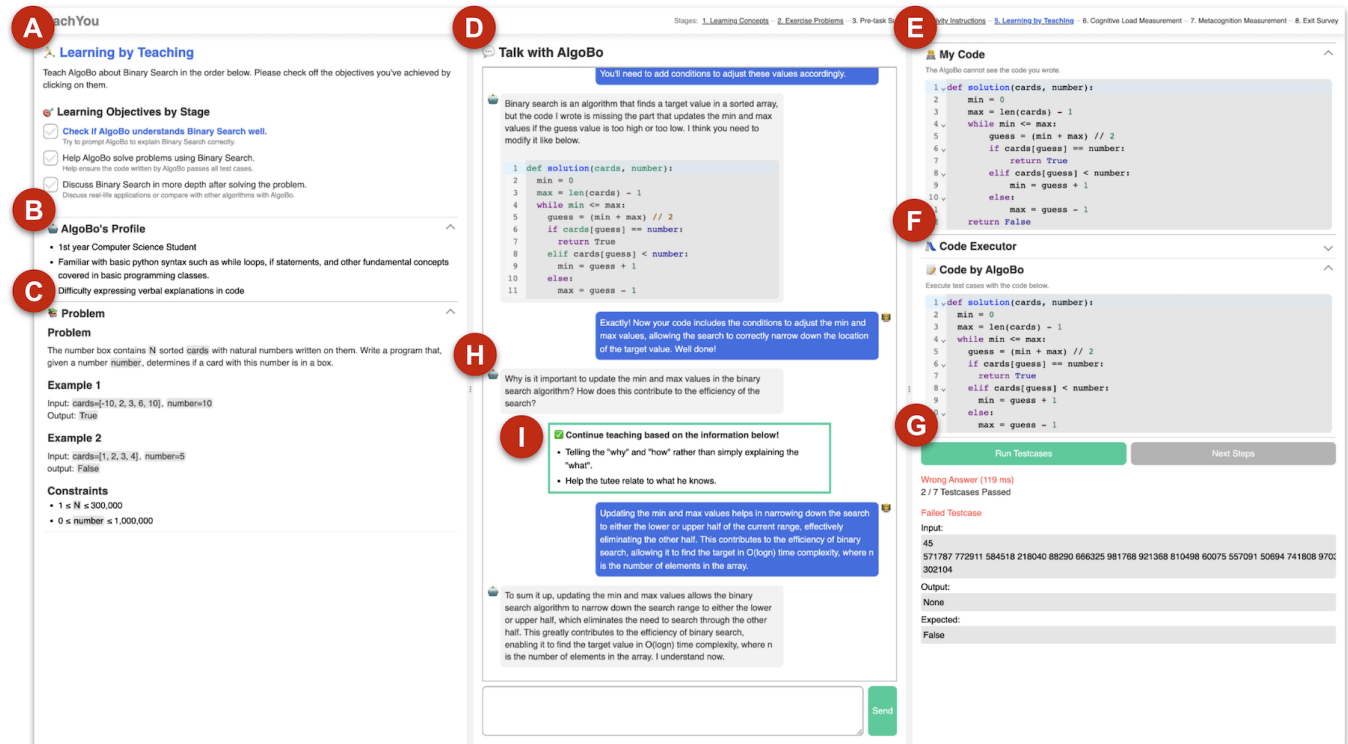 A
achYou
Learning by Teaching
Teach AlgoBo about Binary Search in the order below. Please check off the objectives you've achieved by
clicking on them.
Learning Objectives by Stage
Check if AlgoBo understands Binary Search well.
Try to prompt AlgoBo to explain Binary Search correctly.
Help AlgoBo solve problems using Binary Search.
Help ensure the code written by AlgoBo passes all test cases.
Discuss Binary Search in more depth after solving the problem.
Discuss real-life applications or compare with other algorithms with AlgoBo.
B
AlgoBo's Profile
• 1st year Computer Science Student
• Familiar with basic python syntax such as while loops, if statements, and other fundamental concepts
covered in basic programming classes.
Difficulty expressing verbal explanations in code
C
Problem
Problem
The number box contains N sorted cards with natural numbers written on them. Write a program that,
given a number number, determines if a card with this number is in a box.
Example 1
Input: cards=[-10, 2, 3, 6, 10], number=10
Output: True
Example 2
Input: cards=[1, 2, 3, 4], number=5
output: False
Constraints
• 1 ≤ N ≤ 300,000
• 0 ≤ number ≤ 1,000,000
D
Stages: 1. Learning Concepts – 2. Exercise Problems – 3. Pre-task Su
ivity Instructions – 5. Learning by Teaching – 6. Cognitive Load Measurement – 7. Metacognition Measurement – 8. Exit Survey
Talk with AlgoBo
You'll need to add conditions to adjust these values accordingly.
Binary search is an algorithm that finds a target value in a sorted array,
but the code I wrote is missing the part that updates the min and max
values if the guess value is too high or too low. I think you need to
modify it like below.
1 def solution(cards, number):
2 min = 0
3 max = len(cards) - 1
4 while min <= max:
5 guess = (min + max) // 2
6 if cards[guess] == number:
7 return True
8 elif cards[guess] < number:
9 min = guess + 1
10 else:
11 max = guess - 1
Exactly! Now your code includes the conditions to adjust the min and
max values, allowing the search to correctly narrow down the location
of the target value. Well done!
H
Why is it important to update the min and max values in the binary
search algorithm? How does this contribute to the efficiency of the
search?
I
Continue teaching based on the information below!
• Telling the "why" and "how" rather than simply explaining the
"what".
• Help the tutee relate to what he knows.
Updating the min and max values helps in narrowing down the search
to either the lower or upper half of the current range, effectively
eliminating the other half. This contributes to the efficiency of binary
search, allowing it to find the target in O(logn) time complexity, where n
is the number of elements in the array.
To sum it up, updating the min and max values allows the binary
search algorithm to narrow down the search range to either the lower
or upper half, which eliminates the need to search through the other
half. This greatly contributes to the efficiency of binary search,
enabling it to find the target value in O(logn) time complexity, where n
is the number of elements in the array. I understand now.
Send
E
My Code
The AlgoBo cannot see the code you wrote.
1 def solution(cards, number):
2 min = 0
3 max = len(cards) - 1
4 while min <= max:
5 guess = (min + max) // 2
6 if cards[guess] == number:
7 return True
8 elif cards[guess] < number:
9 min = guess + 1
10 else:
1 max = guess - 1
return False
F
Code Executor
Code by AlgoBo
Execute test cases with the code below.
1 def solution(cards, number):
2 min = 0
3 max = len(cards) - 1
4 while min <= max:
5 guess = (min + max) // 2
6 if cards[guess] == number:
7 return True
8 elif cards[guess] < number:
9 min = guess + 1
0 else:
max = guess - 1
G
Run Testcases
Next Steps
Wrong Answer (119 ms)
2 / 7 Testcases Passed
Failed Testcase
Input:
45
571787 772911 584518 218040 88290 666325 981768 921368 810498 60075 557091 50694 741808 970
302104
Output:
None
Expected:
False